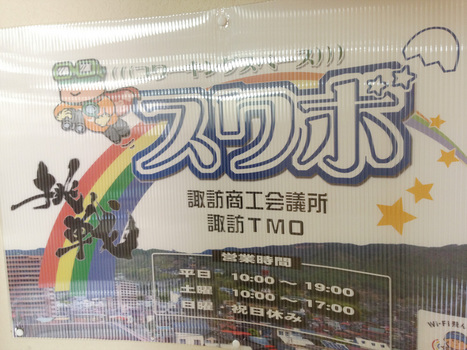 スワボ
挑戦
諏訪商工会議所
諏訪TMO
営業時間
平日 10:00～19:00
土曜 10:00～17:00
日曜・祝日休み